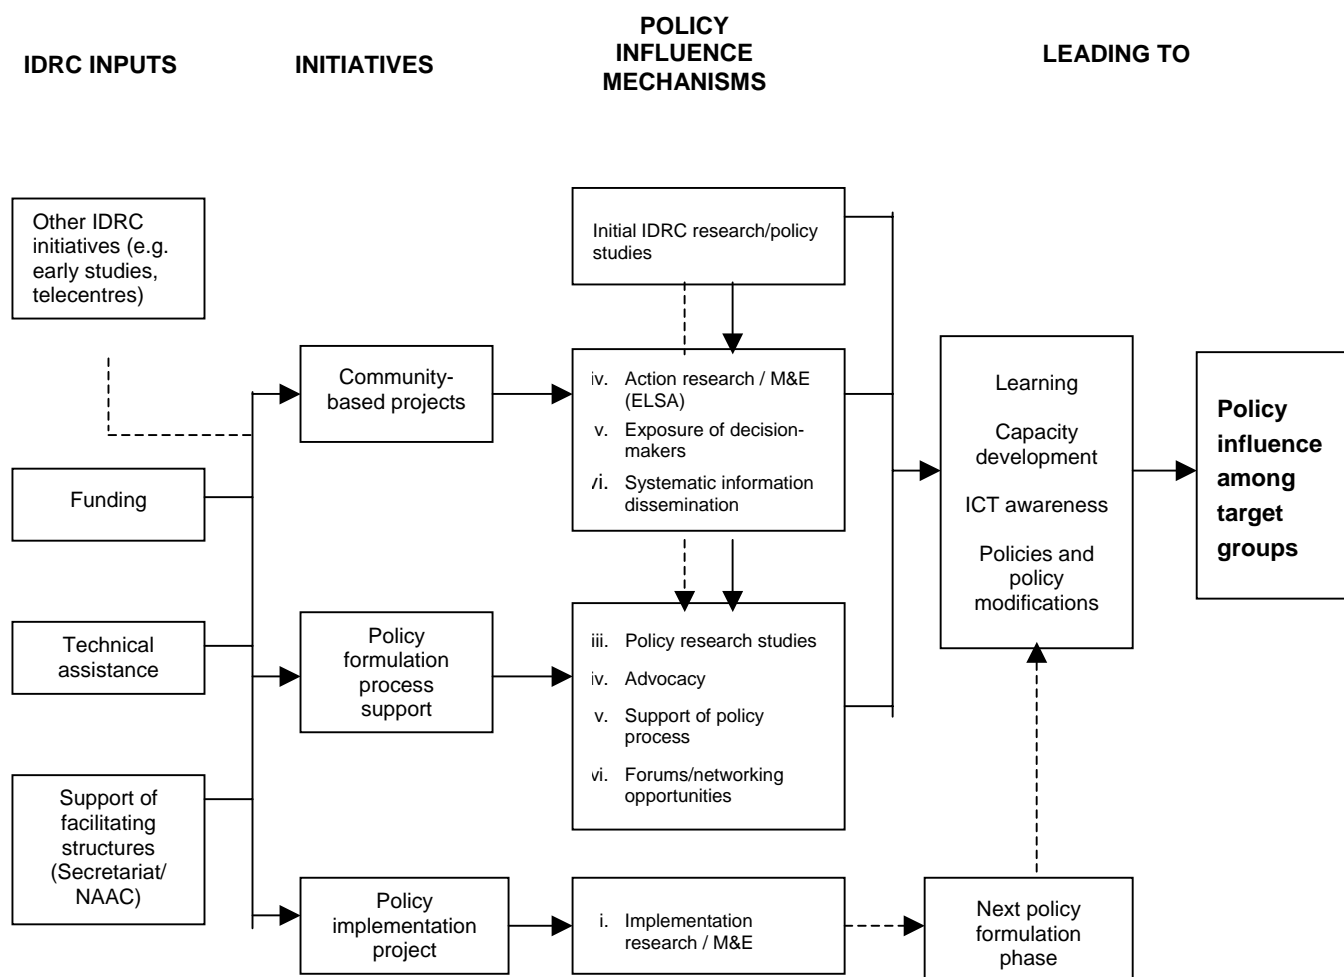 IDRC INPUTS
INITIATIVES
POLICY
INFLUENCE
MECHANISMS
LEADING TO
Other IDRC
initiatives (e.g.
early studies,
telecentres)
Funding
Technical
assistance
Support of
facilitating
structures
(Secretariat/
NAAC)
Community-
based projects
Policy
formulation
process
support
Policy
implementation
project
Initial IDRC research/policy
studies
iv. Action research / M&E
(ELSA)
v. Exposure of decision-
makers
vi. Systematic information
dissemination
iii. Policy research studies
iv. Advocacy
v. Support of policy
process
vi. Forums/networking
opportunities
i. Implementation
research / M&E
Learning
Capacity
development
ICT awareness
Policies and
policy
modifications
Next policy
formulation
phase
Policy
influence
among
target
groups